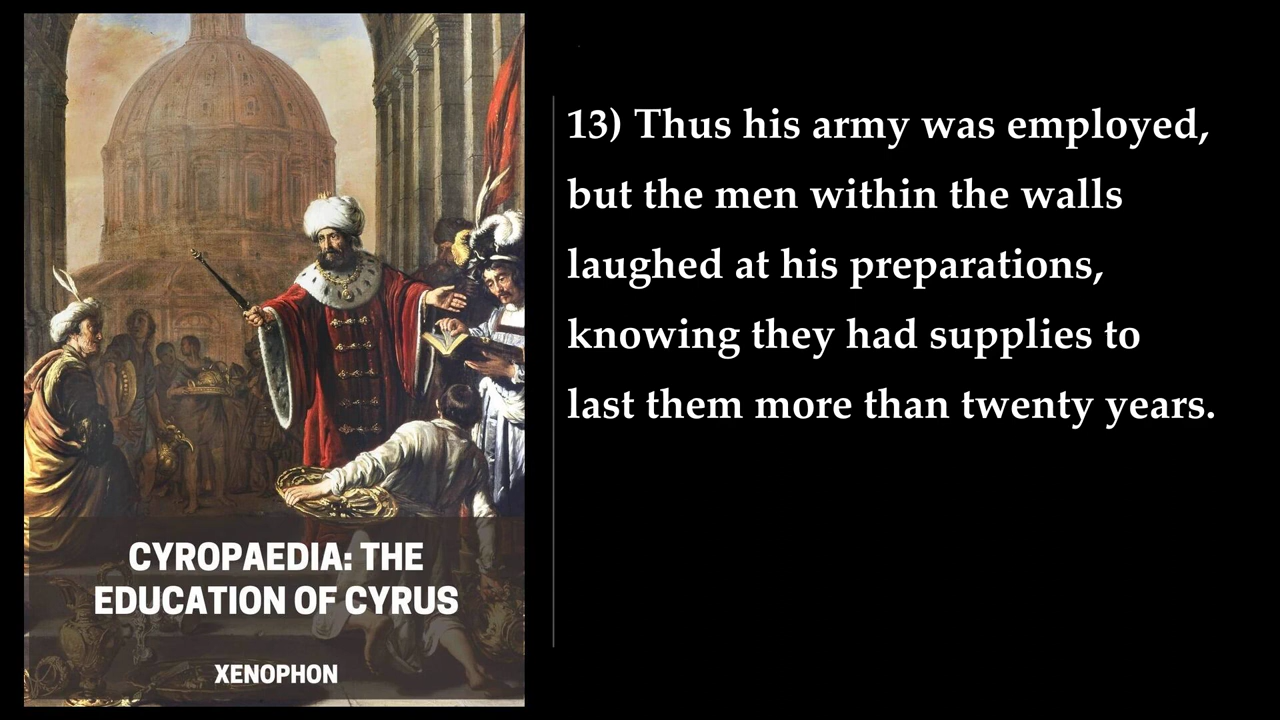 13) Thus his army was employed,
but the men within the walls
laughed at his preparations,
knowing they had supplies to
last them more than twenty years.
CYROPAEDIA: THE
EDUCATION OF CYRUS
XENOPHON